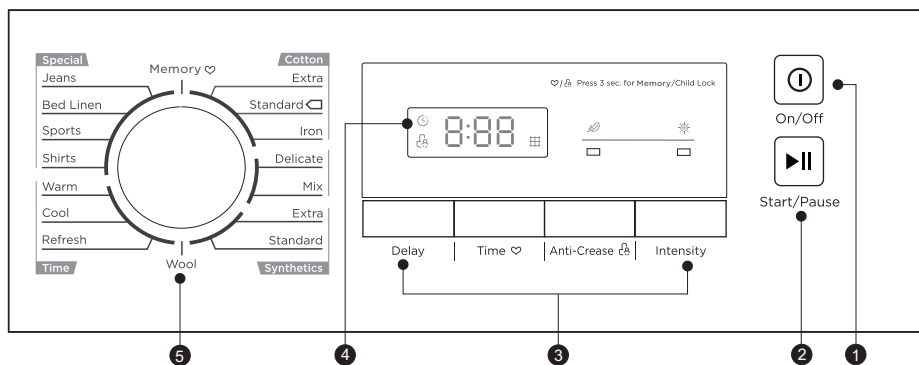 Special
Memory
Cotton
Jeans
Extra
Bed Linen
Standard
Sports
Iron
Shirts
Delicate
Warm
Mix
Cool
Extra
Refresh
Standard
Time
Wool
Synthetics
Press 3 sec. for Memory/Child Lock
8:88
Delay
Time
Anti-Crease
Intensity
On/Off
Start/Pause
5
4
3
2
1